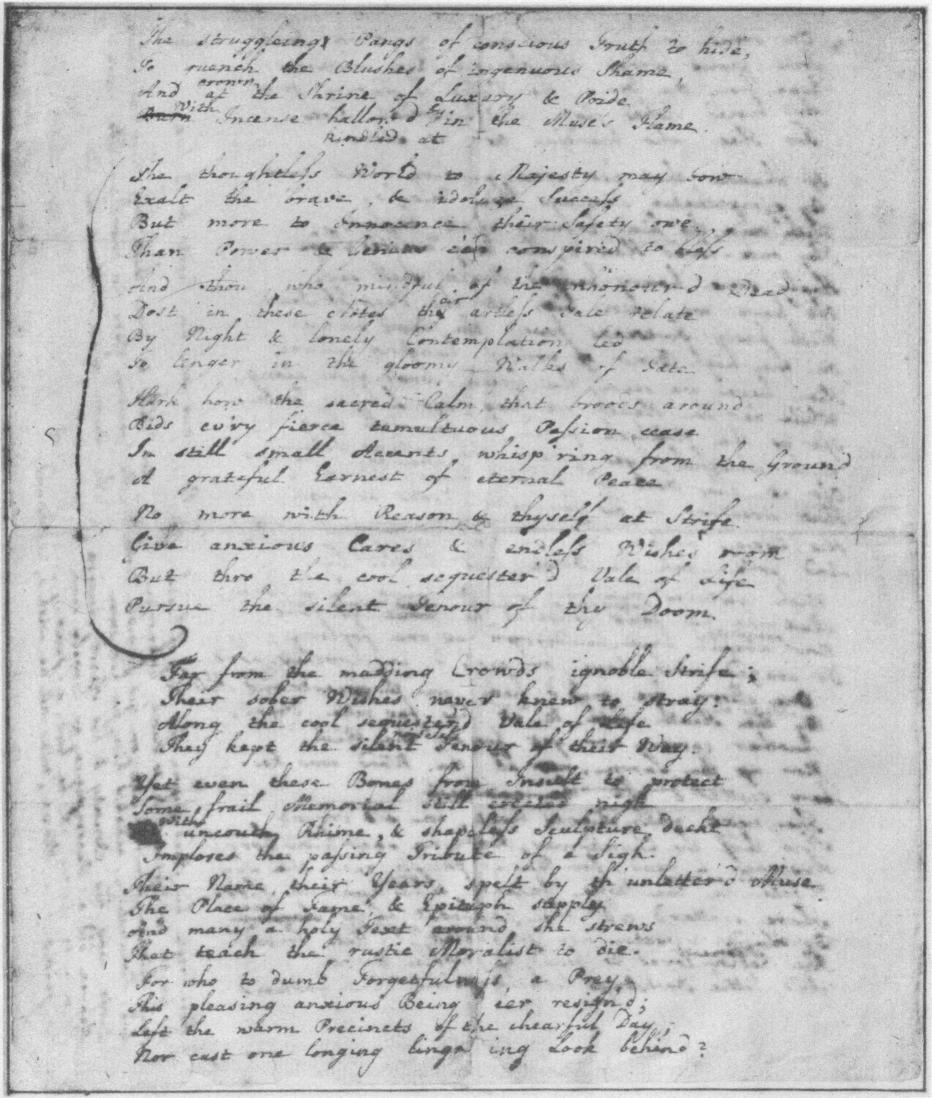 The struggleing Pangs of conscious Truth to hide,
To quench the Blushes of ingenuous Shame,
crown
And at the Shrine of Luxury & Pride
With
Burn Incense hallow'd in the Muse's Flame.
by
kindled at
The thoughtless World to Majesty may bow
Exalt the brave, & idolize Success
But more to Innocence their Safety owe
Than Power & Genius e'er conspired to bless
And thou, who mindful of the unhonour'd Dead
Dost in these Notes thy artless Tale relate
eir
By Night & lonely Contemplation led
To linger in the gloomy Walks of Fate
Hark how the sacred Calm, that broods around
Bids ev'ry fierce tumultuous Passion cease
In still small Accents whisp'ring from the Ground
A grateful Earnest of eternal Peace
No more with Reason & thyself at Strife
Give anxious Cares & endless Wishes room
But thro' the cool sequester'd Vale of Life
Pursue the silent Tenour of thy Doom.
Far from the madding Crowds ignoble Strife;
Their sober Wishes never knew to stray:
Along the cool sequester'd Vale of Life
noiseless
They kept the silent Tenour of their Way.
Yet even these Bones from Insult to protect
Some frail Memorial still erected nigh
With
uncouth Rhime, & shapeless Sculpture deckt
Implores the passing Tribute of a Sigh.
Their Name, their Years, spelt by th' unletter'd Muse
The Place of Fame, & Epitaph supply
And many a holy Text around she strews
That teach the rustic Moralist to die.
For who to dumb Forgetfulness, a Prey,
This pleasing anxious Being e'er resign'd;
Left the warm Precincts of the chearful Day,
Nor cast one longing lingring Look behind?